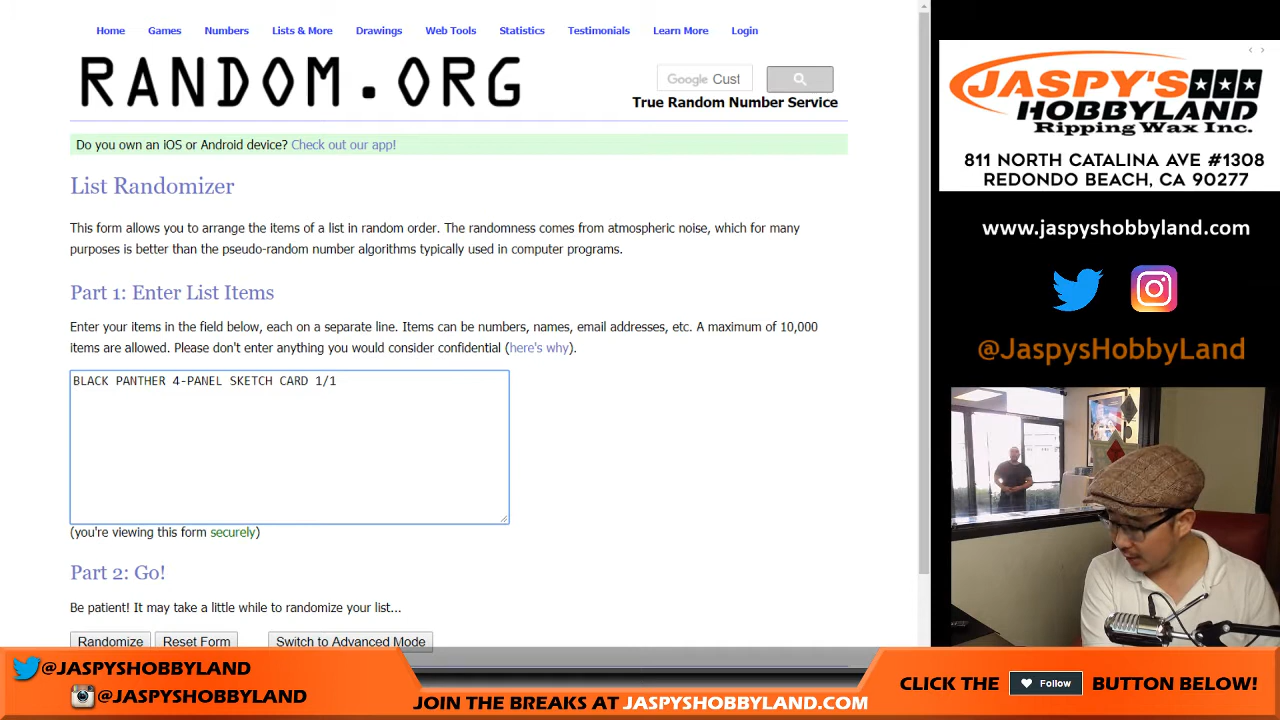 Home Games Numbers Lists & More Drawings Web Tools Statistics Testimonials Learn More Login
RANDOM.ORG
Google Cust
True Random Number Service
Do you own an iOS or Android device? Check out our app!
List Randomizer
This form allows you to arrange the items of a list in random order. The randomness comes from atmospheric noise, which for many
purposes is better than the pseudo-random number algorithms typically used in computer programs.
Part 1: Enter List Items
Enter your items in the field below, each on a separate line. Items can be numbers, names, email addresses, etc. A maximum of 10,000
items are allowed. Please don't enter anything you would consider confidential (here's why).
BLACK PANTHER 4-PANEL SKETCH CARD 1/1
(you're viewing this form securely)
Part 2: Go!
Be patient! It may take a little while to randomize your list...
Randomize Reset Form Switch to Advanced Mode
JASPY'S
HOBBYLAND
Ripping Wax Inc.
811 NORTH CATALINA AVE #1308
REDONDO BEACH, CA 90277
www.jaspyshobbyland.com
@JaspysHobbyLand
@JASPYSHOBBYLAND
@JASPYSHOBBYLAND
JOIN THE BREAKS AT JASPYSHOBBYLAND.COM
CLICK THE Follow BUTTON BELOW!